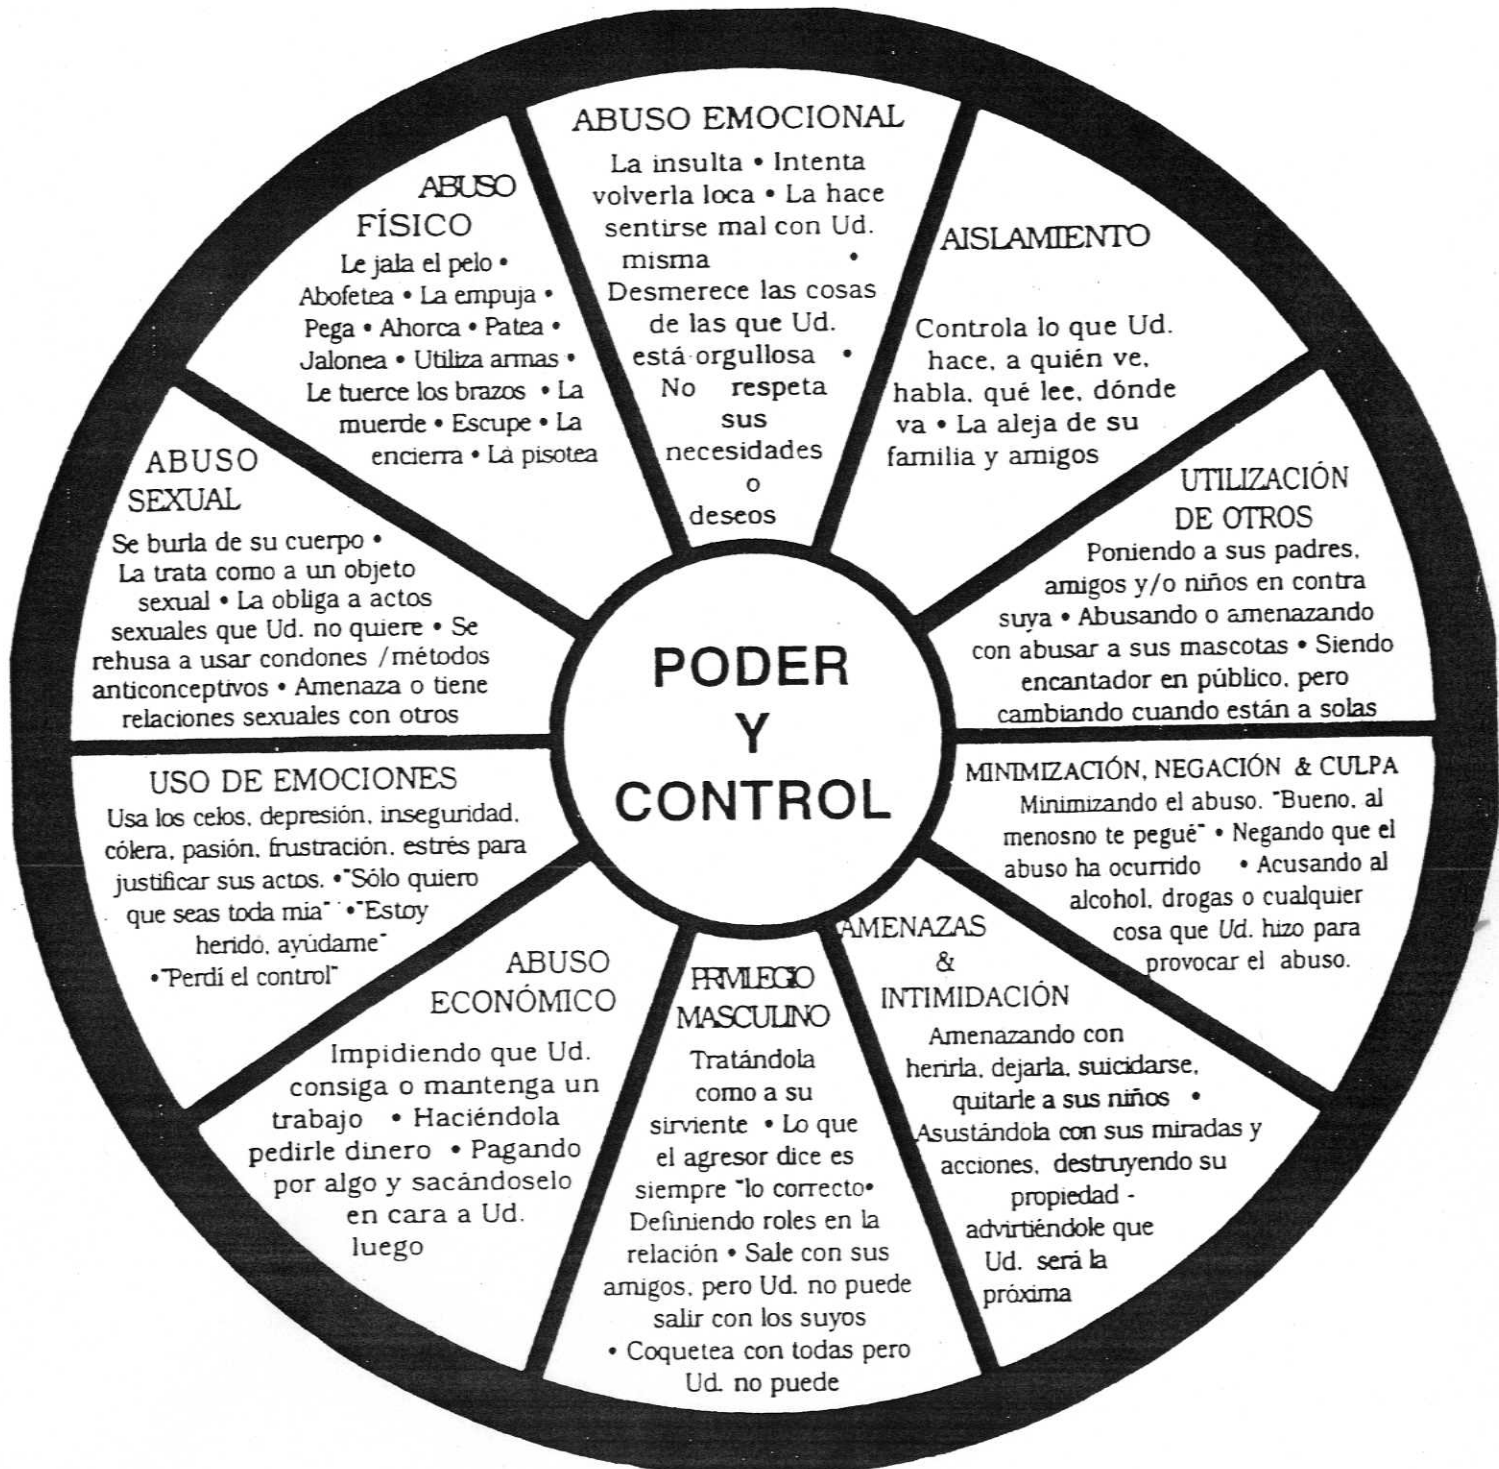 ABUSO EMOCIONAL
La insulta • Intenta
volverla loca • La hace
sentirse mal con Ud.
misma •
Desmerece las cosas
de las que Ud.
está orgullosa •
No respeta
sus
necesidades
o
deseos
AISLAMIENTO
Controla lo que Ud.
hace, a quién ve,
habla, qué lee, dónde
va • La aleja de su
familia y amigos
UTILIZACIÓN
DE OTROS
Poniendo a sus padres,
amigos y/o niños en contra
suya • Abusando o amenazando
con abusar a sus mascotas • Siendo
encantador en público, pero
cambiando cuando están a solas
MINIMIZACIÓN, NEGACIÓN & CULPA
Minimizando el abuso. "Bueno, al
menosno te pegué" • Negando que el
abuso ha ocurrido • Acusando al
alcohol, drogas o cualquier
cosa que Ud. hizo para
provocar el abuso.
AMENAZAS
&
INTIMIDACIÓN
Amenazando con
herirla, dejarla, suicidarse,
quitarle a sus niños •
Asustándola con sus miradas y
acciones, destruyendo su
propiedad -
advirtiéndole que
Ud. será la
próxima
PRIVILEGIO
MASCULINO
Tratándola
como a su
sirviente • Lo que
el agresor dice es
siempre "lo correcto•
Definiendo roles en la
relación • Sale con sus
amigos, pero Ud. no puede
salir con los suyos
• Coquetea con todas pero
Ud. no puede
ABUSO
ECONÓMICO
Impidiendo que Ud.
consiga o mantenga un
trabajo • Haciéndola
pedirle dinero • Pagando
por algo y sacándoselo
en cara a Ud.
luego
USO DE EMOCIONES
Usa los celos, depresión, inseguridad,
cólera, pasión, frustración, estrés para
justificar sus actos. •"Sólo quiero
que seas toda mia" •"Estoy
herido, ayúdame"
•"Perdí el control"
ABUSO
SEXUAL
Se burla de su cuerpo •
La trata como a un objeto
sexual • La obliga a actos
sexuales que Ud. no quiere • Se
rehusa a usar condones /métodos
anticonceptivos • Amenaza o tiene
relaciones sexuales con otros
ABUSO
FÍSICO
Le jala el pelo •
Abofetea • La empuja •
Pega • Ahorca • Patea •
Jalonea • Utiliza armas •
Le tuerce los brazos • La
muerde • Escupe • La
encierra • La pisotea
PODER
Y
CONTROL